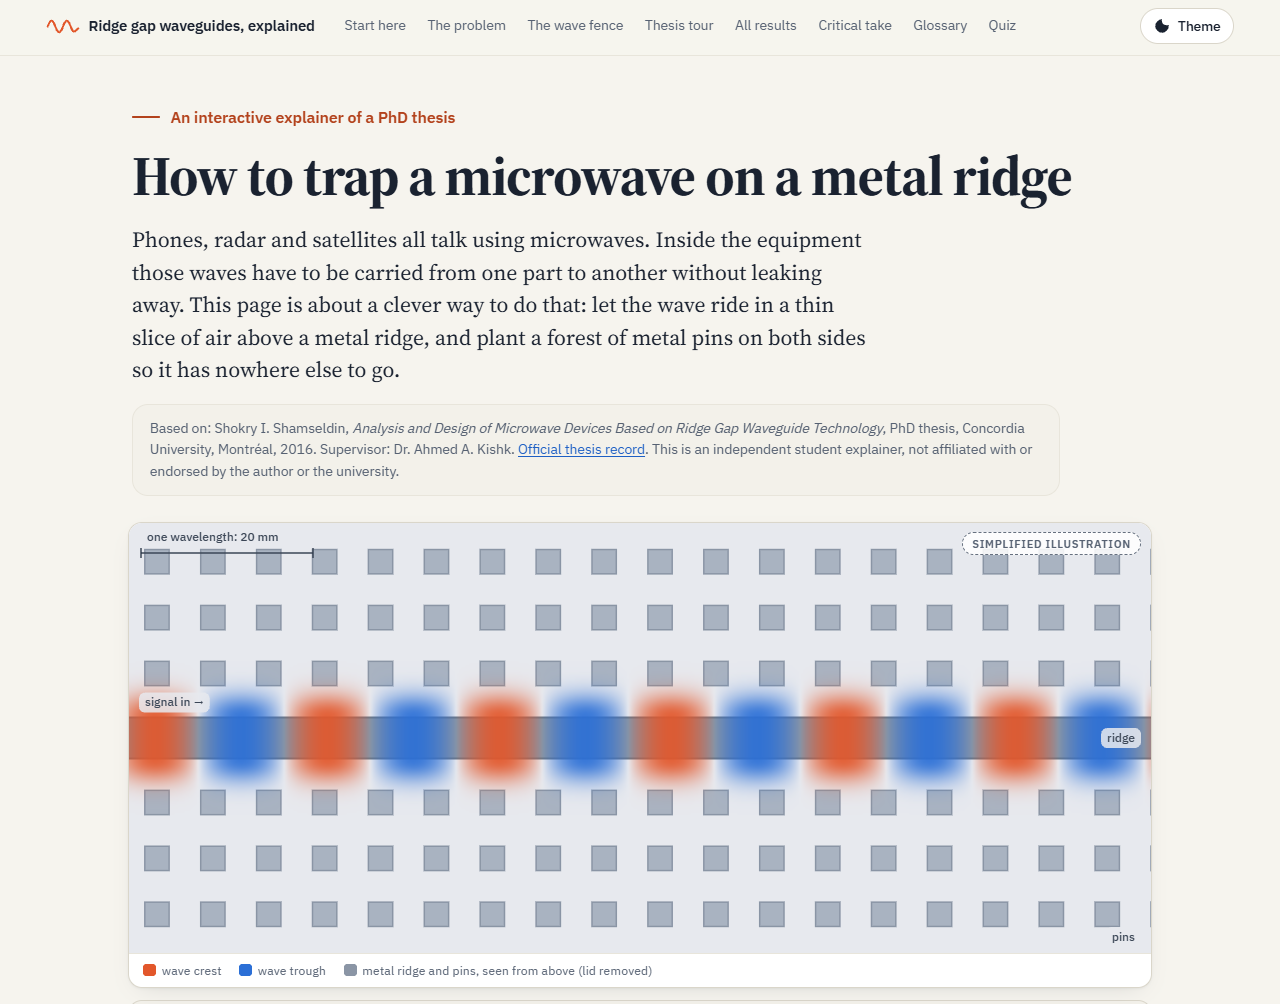 Ridge gap waveguides, explained
Start here
The problem
The wave fence
Thesis tour
All results
Critical take
Glossary
Quiz
Theme
An interactive explainer of a PhD thesis
How to trap a microwave on a metal ridge
Phones, radar and satellites all talk using microwaves. Inside the equipment
those waves have to be carried from one part to another without leaking
away. This page is about a clever way to do that: let the wave ride in a thin
slice of air above a metal ridge, and plant a forest of metal pins on both sides
so it has nowhere else to go.
Based on: Shokry I. Shamseldin, Analysis and Design of Microwave Devices Based on Ridge Gap Waveguide Technology, PhD thesis, Concordia
University, Montréal, 2016. Supervisor: Dr. Ahmed A. Kishk. Official thesis record. This is an independent student explainer, not affiliated with or
endorsed by the author or the university.
one wavelength: 20 mm
SIMPLIFIED ILLUSTRATION
signal in →
ridge
pins
wave crest
wave trough
metal ridge and pins, seen from above (lid removed)